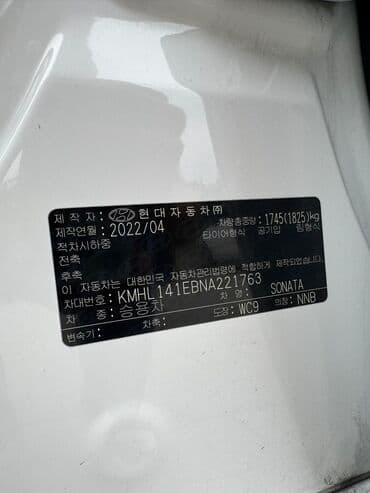 제작자: 현대자동차㈜ 차량총중량: 1745(1825)kg
제작연월: 2022/04 타이어형식 공기압 림형식
적차시하중
전축
후축
이 자동차는 대한민국 자동차관리법령에 적합하게 제작되었습니다.
차대번호: KMHL141EBNA221763 차명: SONATA
차종: 승용차 도장: WC9 의장: NNB
변속기: 차축: